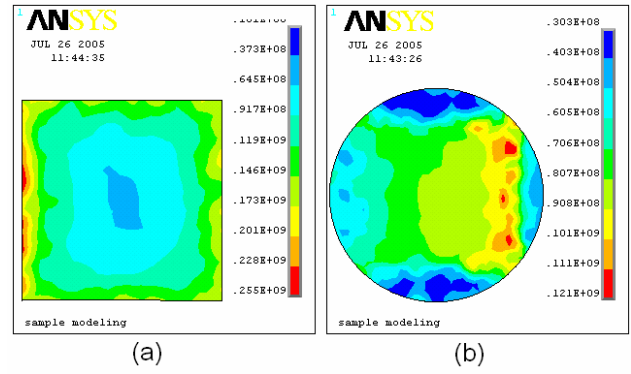 1
ANSYS
JUL 26 2005
11:44:35
.373E+08
.645E+08
.917E+08
.119E+09
.146E+09
.173E+09
.201E+09
.228E+09
.255E+09
sample modeling
(a)
1
ANSYS
JUL 26 2005
11:43:26
.303E+08
.403E+08
.504E+08
.605E+08
.706E+08
.807E+08
.908E+08
.101E+09
.111E+09
.121E+09
sample modeling
(b)